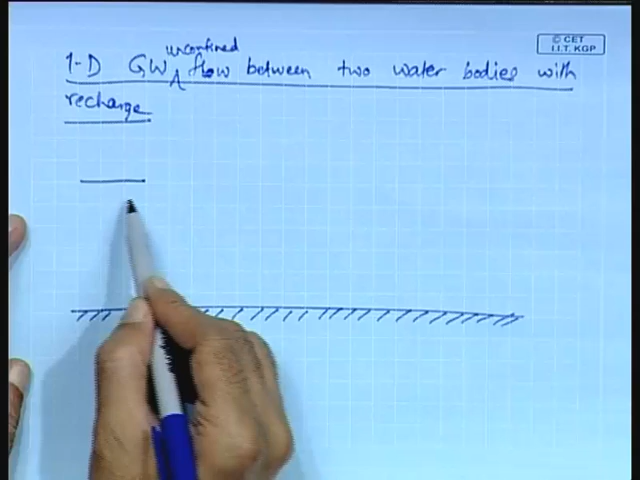 1-D GW unconfined flow between two water bodies with
recharge
© CET
I.I.T. KGP